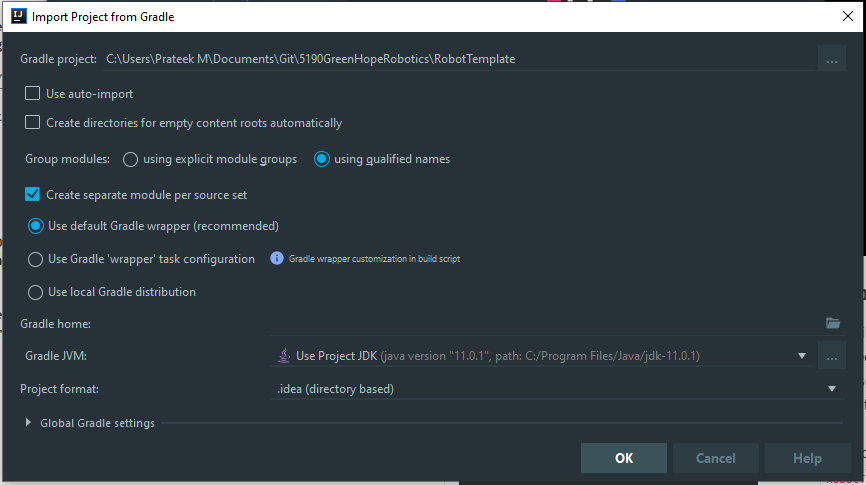 IJ Import Project from Gradle
Gradle project: C:\Users\Prateek M\Documents\Git\5190GreenHopeRobotics\RobotTemplate ...
Use auto-import
Create directories for empty content roots automatically
Group modules: using explicit module groups using qualified names
Create separate module per source set
Use default Gradle wrapper (recommended)
Use Gradle 'wrapper' task configuration i Gradle wrapper customization in build script
Use local Gradle distribution
Gradle home:
Gradle JVM: Use Project JDK (java version "11.0.1", path: C:/Program Files/Java/jdk-11.0.1) ...
Project format: .idea (directory based)
Global Gradle settings
OK Cancel Help